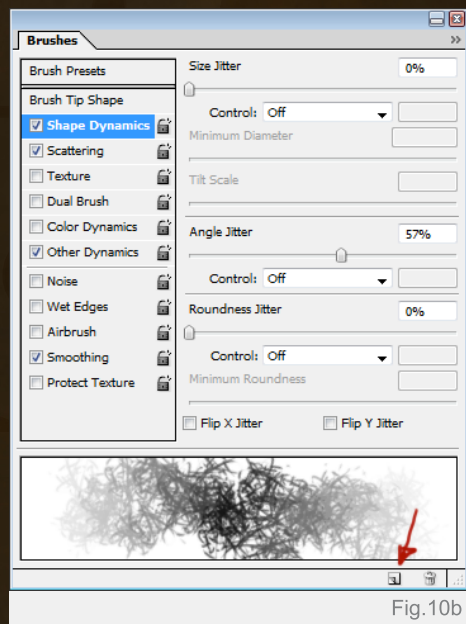 Brushes
Brush Presets
Brush Tip Shape
Shape Dynamics
Scattering
Texture
Dual Brush
Color Dynamics
Other Dynamics
Noise
Wet Edges
Airbrush
Smoothing
Protect Texture
Size Jitter 0%
Control: Off
Minimum Diameter
Tilt Scale
Angle Jitter 57%
Control: Off
Roundness Jitter 0%
Control: Off
Minimum Roundness
Flip X Jitter Flip Y Jitter
Fig.10b